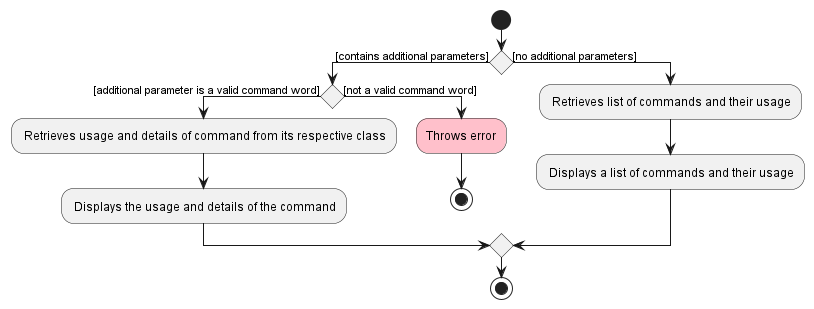 [contains additional parameters]
[no additional parameters]
[additional parameter is a valid command word]
[not a valid command word]
Retrieves usage and details of command from its respective class
Throws error
Retrieves list of commands and their usage
Displays the usage and details of the command
Displays a list of commands and their usage